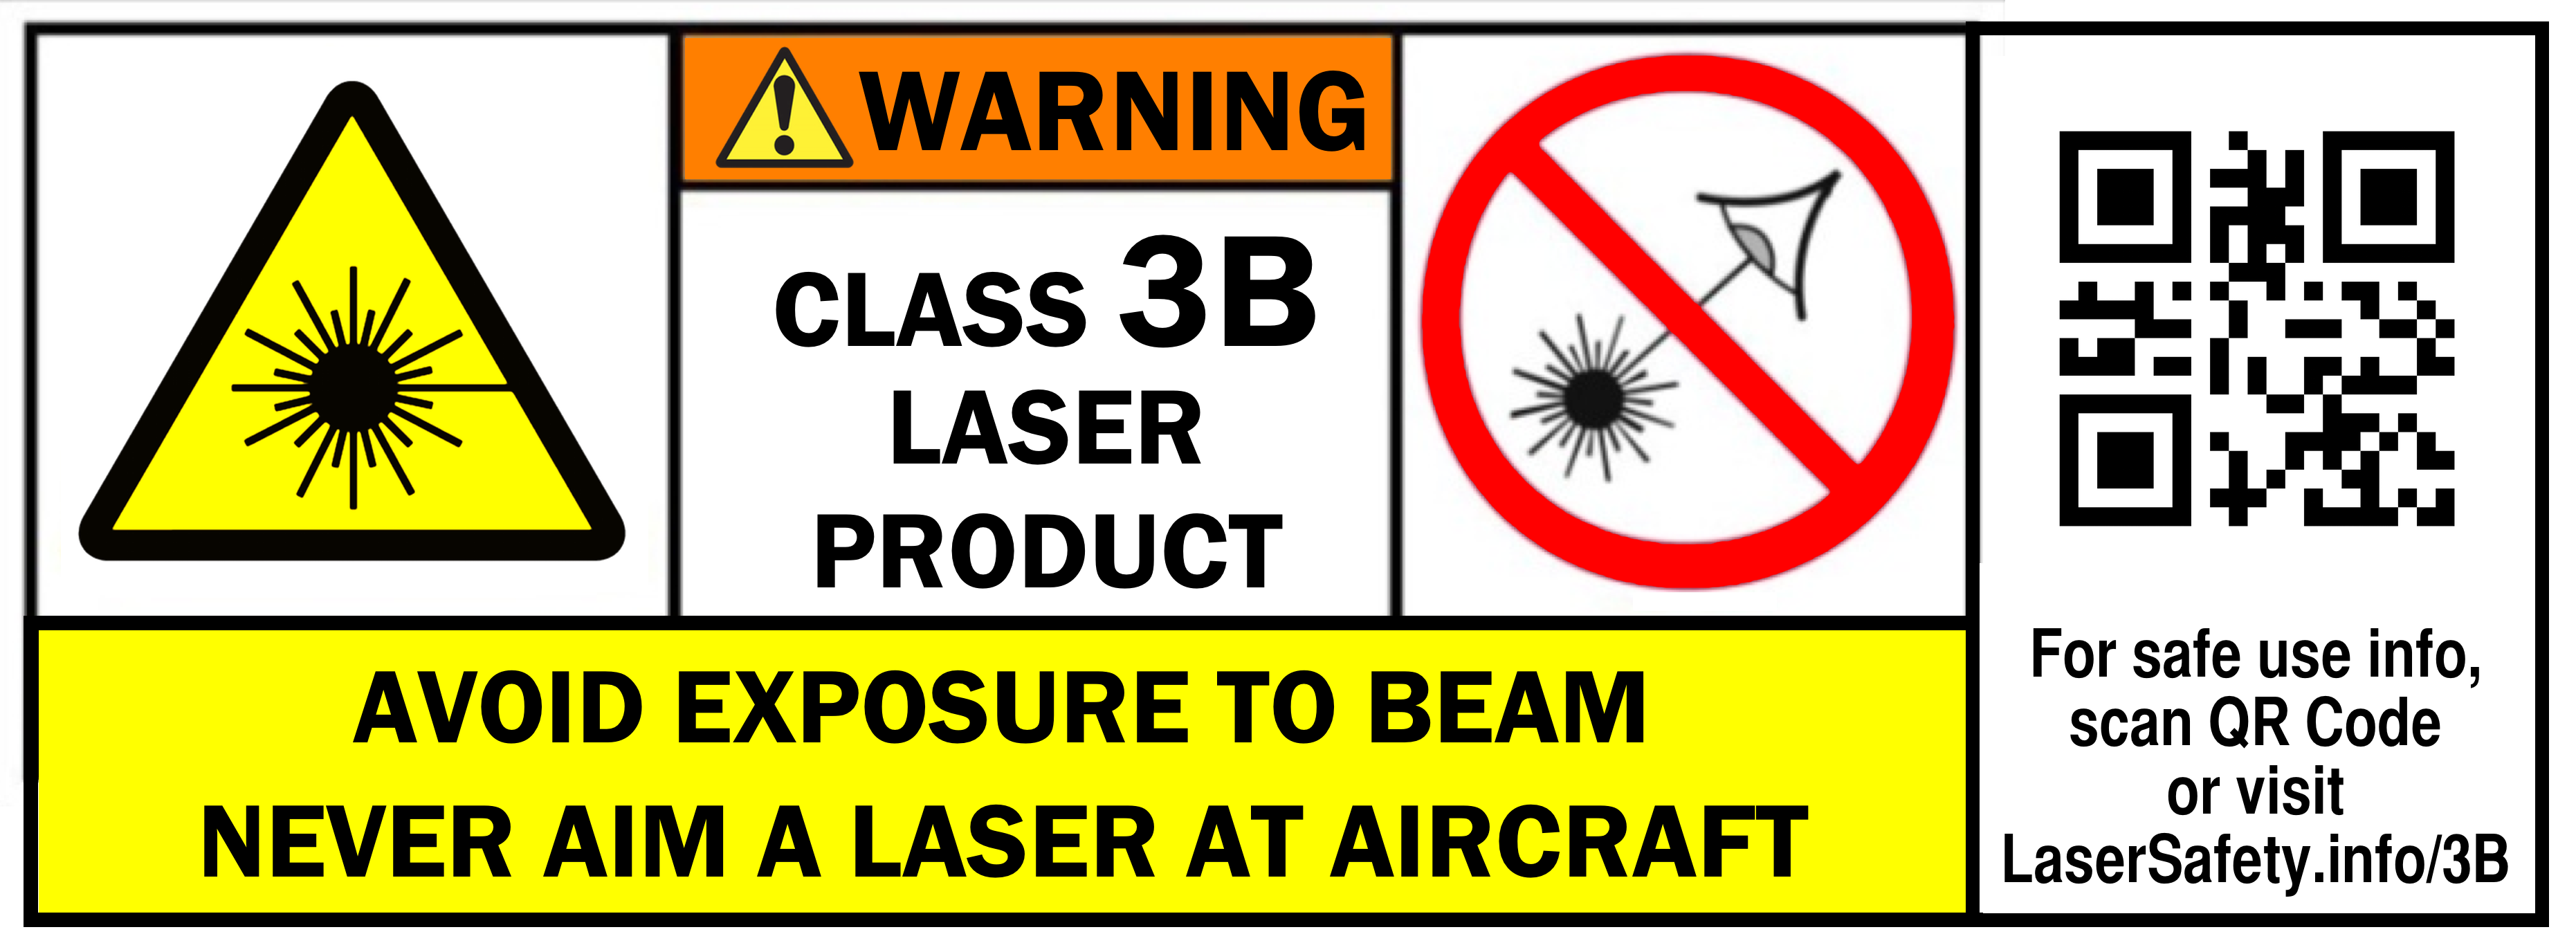 WARNING
CLASS 3B
LASER
PRODUCT
AVOID EXPOSURE TO BEAM
NEVER AIM A LASER AT AIRCRAFT
For safe use info,
scan QR Code
or visit
LaserSafety.info/3B